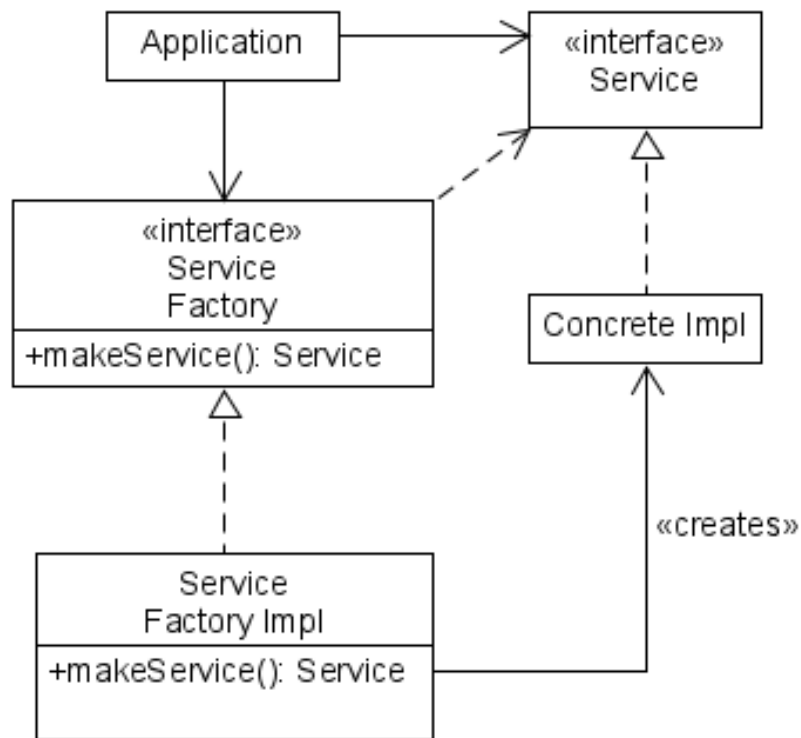 Application
«interface»
Service
«interface»
Service
Factory
+makeService(): Service
Concrete Impl
«creates»
Service
Factory Impl
+makeService(): Service